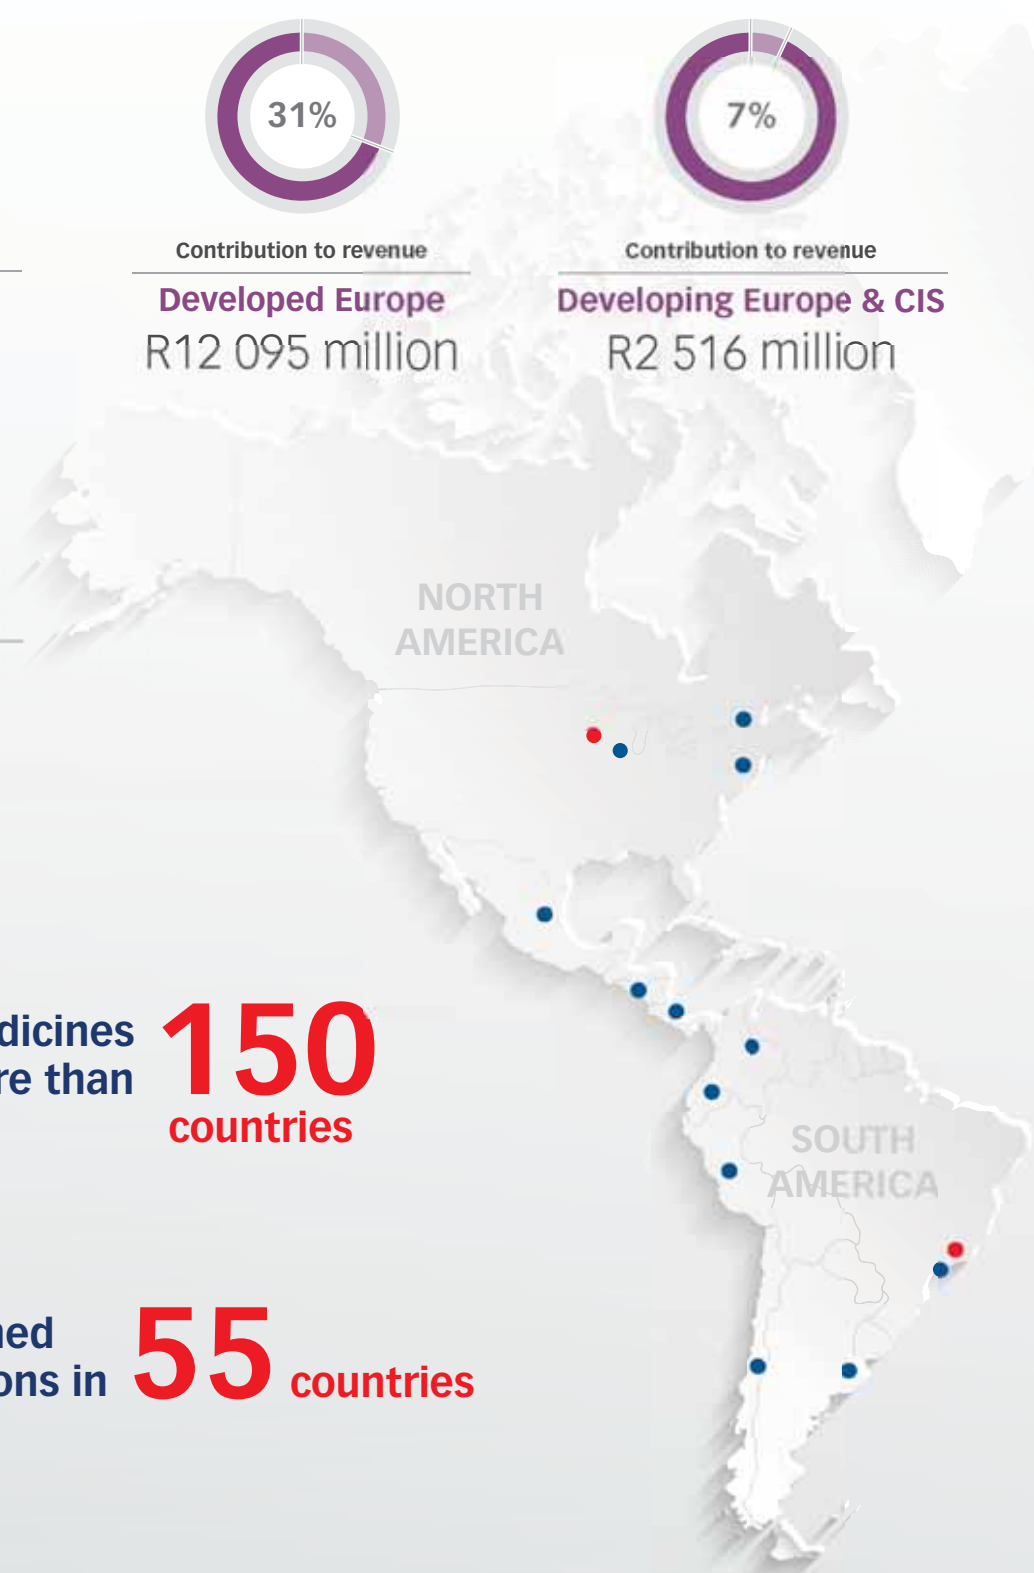 31%
7%
Contribution to revenue
Contribution to revenue
Developed Europe
Developing Europe & CIS
R12 095 million
R2 516 million
NORTH
AMERICA
dicines
re than
150
countries
SOUTH
AMERICA
ned
ons in
55 countries